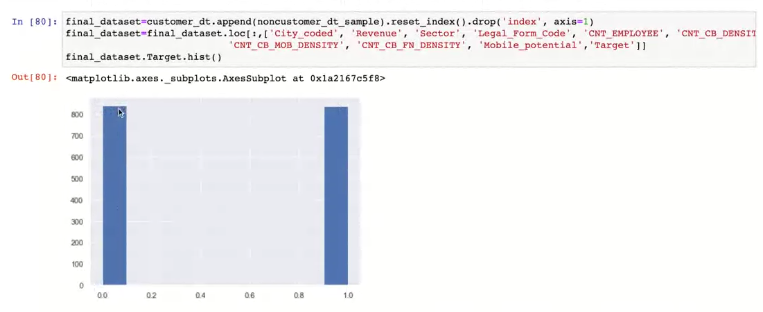 In [80]: final_dataset=customer_dt.append(noncustomer_dt_sample).reset_index().drop('index', axis=1)
final_dataset=final_dataset.loc[:,['City_coded', 'Revenue', 'Sector', 'Legal_Form_Code', 'CNT_EMPLOYEE', 'CNT_CB_DENSIT
'CNT_CB_MOB_DENSITY', 'CNT_CB_FN_DENSITY', 'Mobile_potential','Target']]
final_dataset.Target.hist()
Out[80]: <matplotlib.axes._subplots.AxesSubplot at 0x1a2167c5f8>
800
700
600
500
400
300
200
100
0
0.0 0.2 0.4 0.6 0.8 1.0